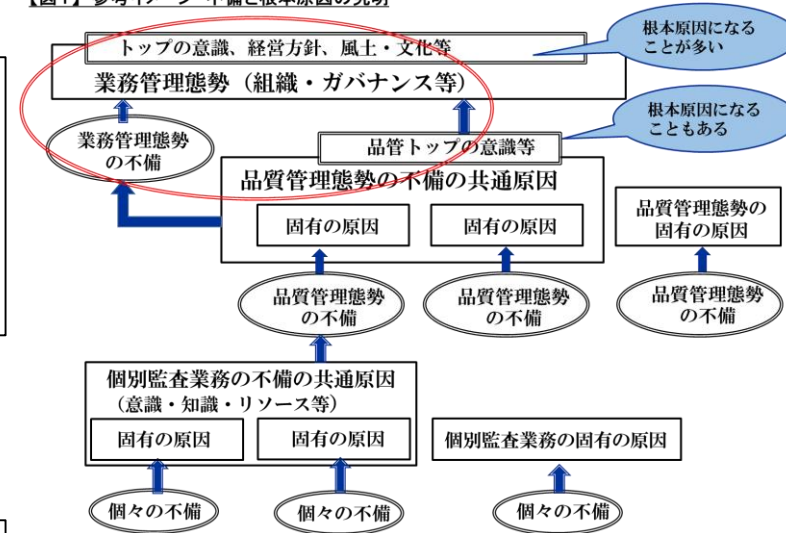 【図1】参考イメージ 不備と根本原因の究明
トップの意識、経営方針、風土・文化等
業務管理態勢（組織・ガバナンス等）
根本原因になる
ことが多い
業務管理態勢
の不備
根本原因になる
こともある
品管トップの意識等
品質管理態勢の不備の共通原因
固有の原因
固有の原因
品質管理態勢の
固有の原因
品質管理態勢
の不備
品質管理態勢
の不備
品質管理態勢
の不備
個別監査業務の不備の共通原因
（意識・知識・リソース等）
固有の原因
固有の原因
個別監査業務の固有の原因
個々の不備
個々の不備
個々の不備